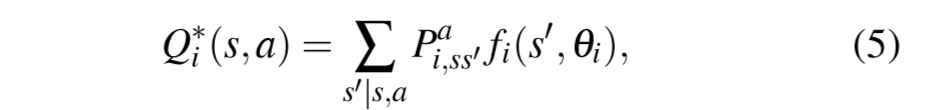 Q*_i(s,a) = ∑_{s′|s,a} P^a_{i,ss′} f_i(s′,θ_i), (5)